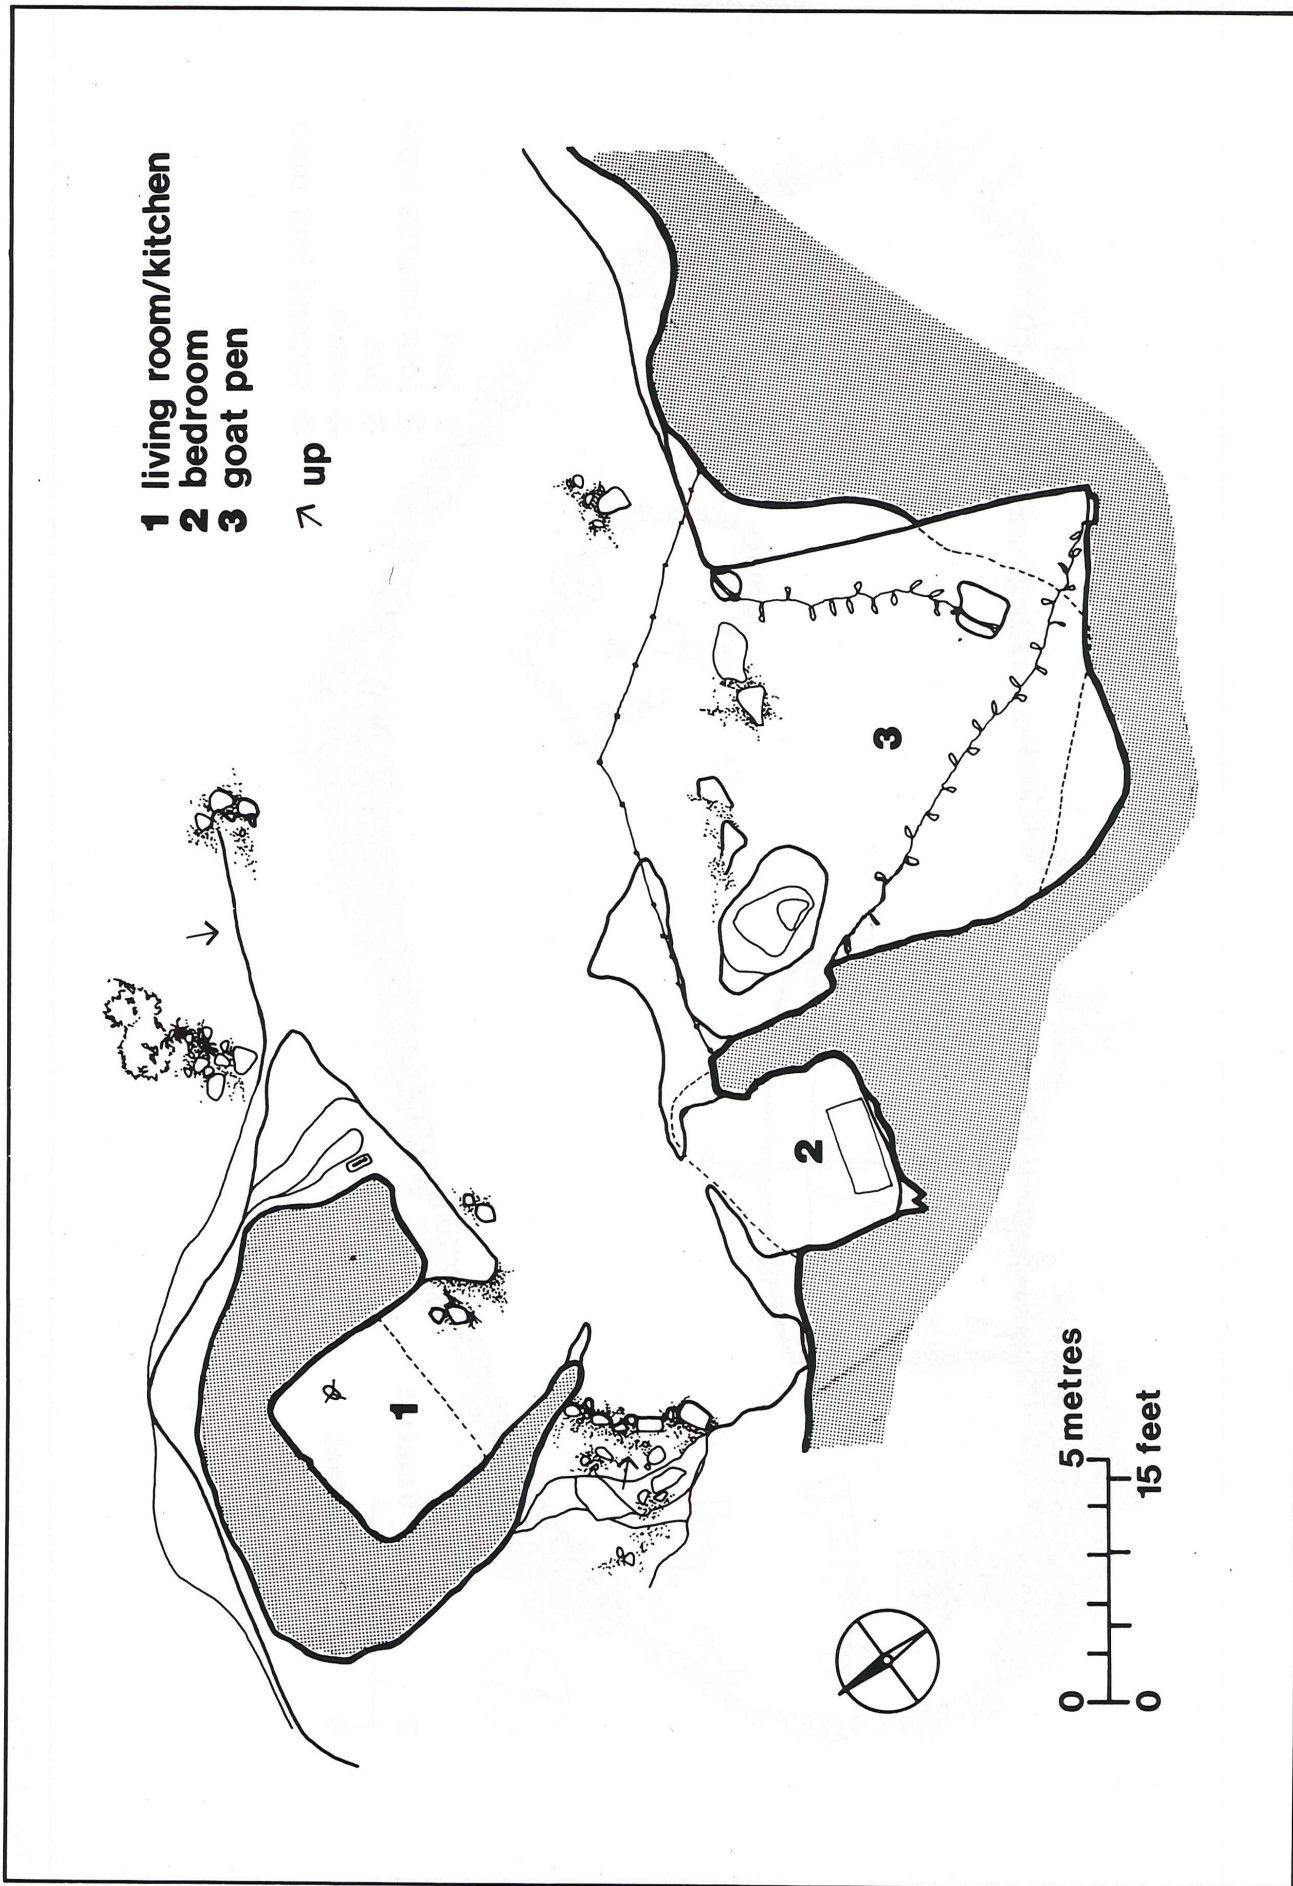 1 living room/kitchen
2 bedroom
3 goat pen
up
1
2
3
0 5 metres
0 15 feet